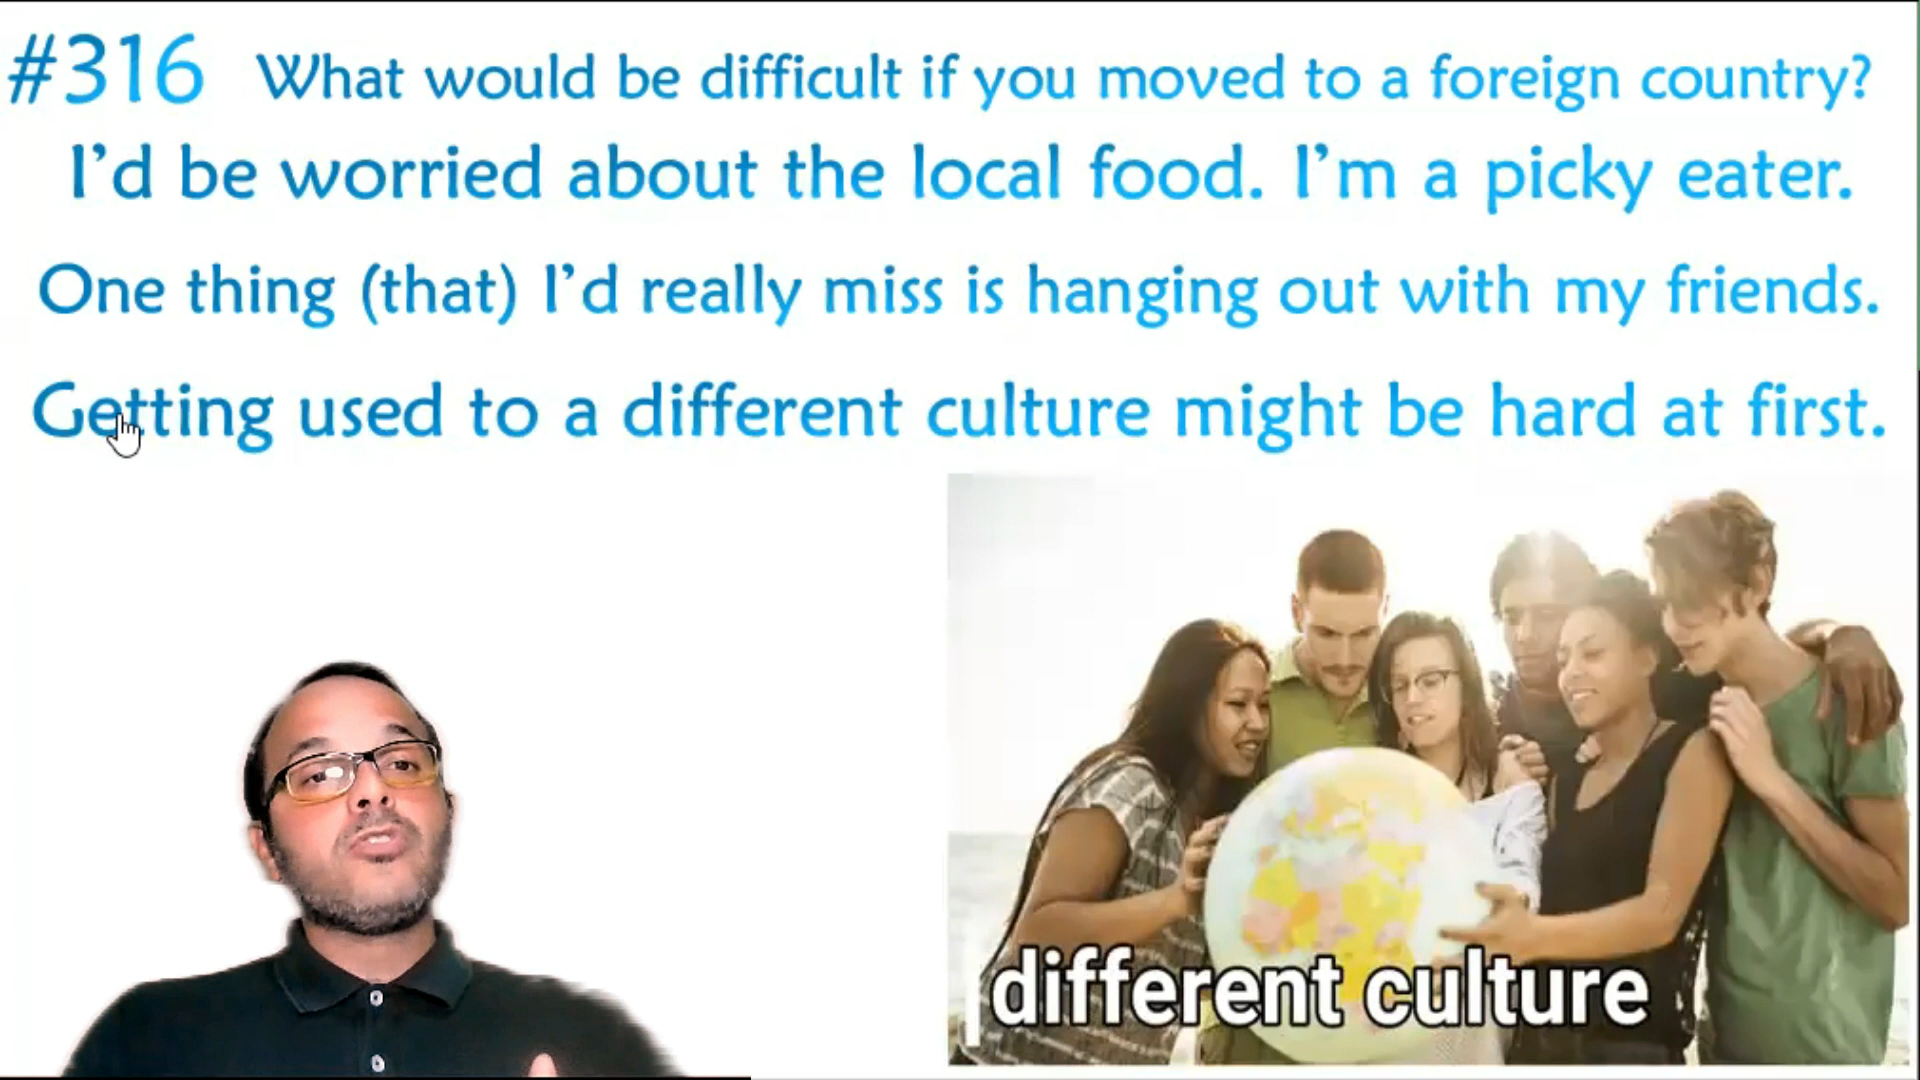 #316 What would be difficult if you moved to a foreign country?
I'd be worried about the local food. I'm a picky eater.
One thing (that) I'd really miss is hanging out with my friends.
Getting used to a different culture might be hard at first.
different culture